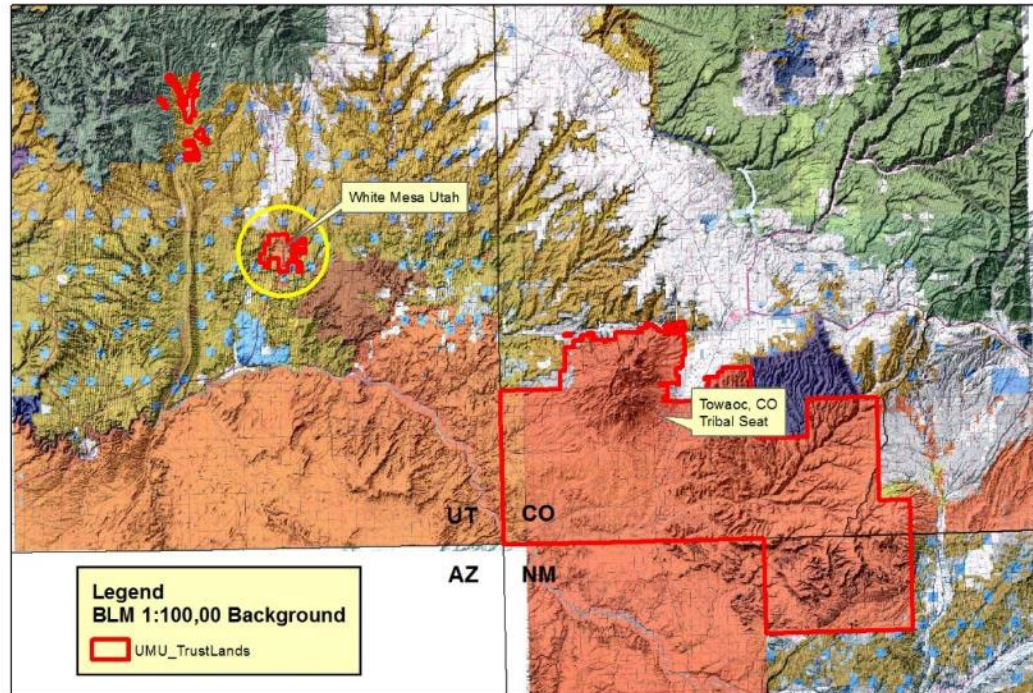 White Mesa Utah
Towaoc, CO
Tribal Seat
UT CO
AZ NM
Legend
BLM 1:100,00 Background
UMU_TrustLands